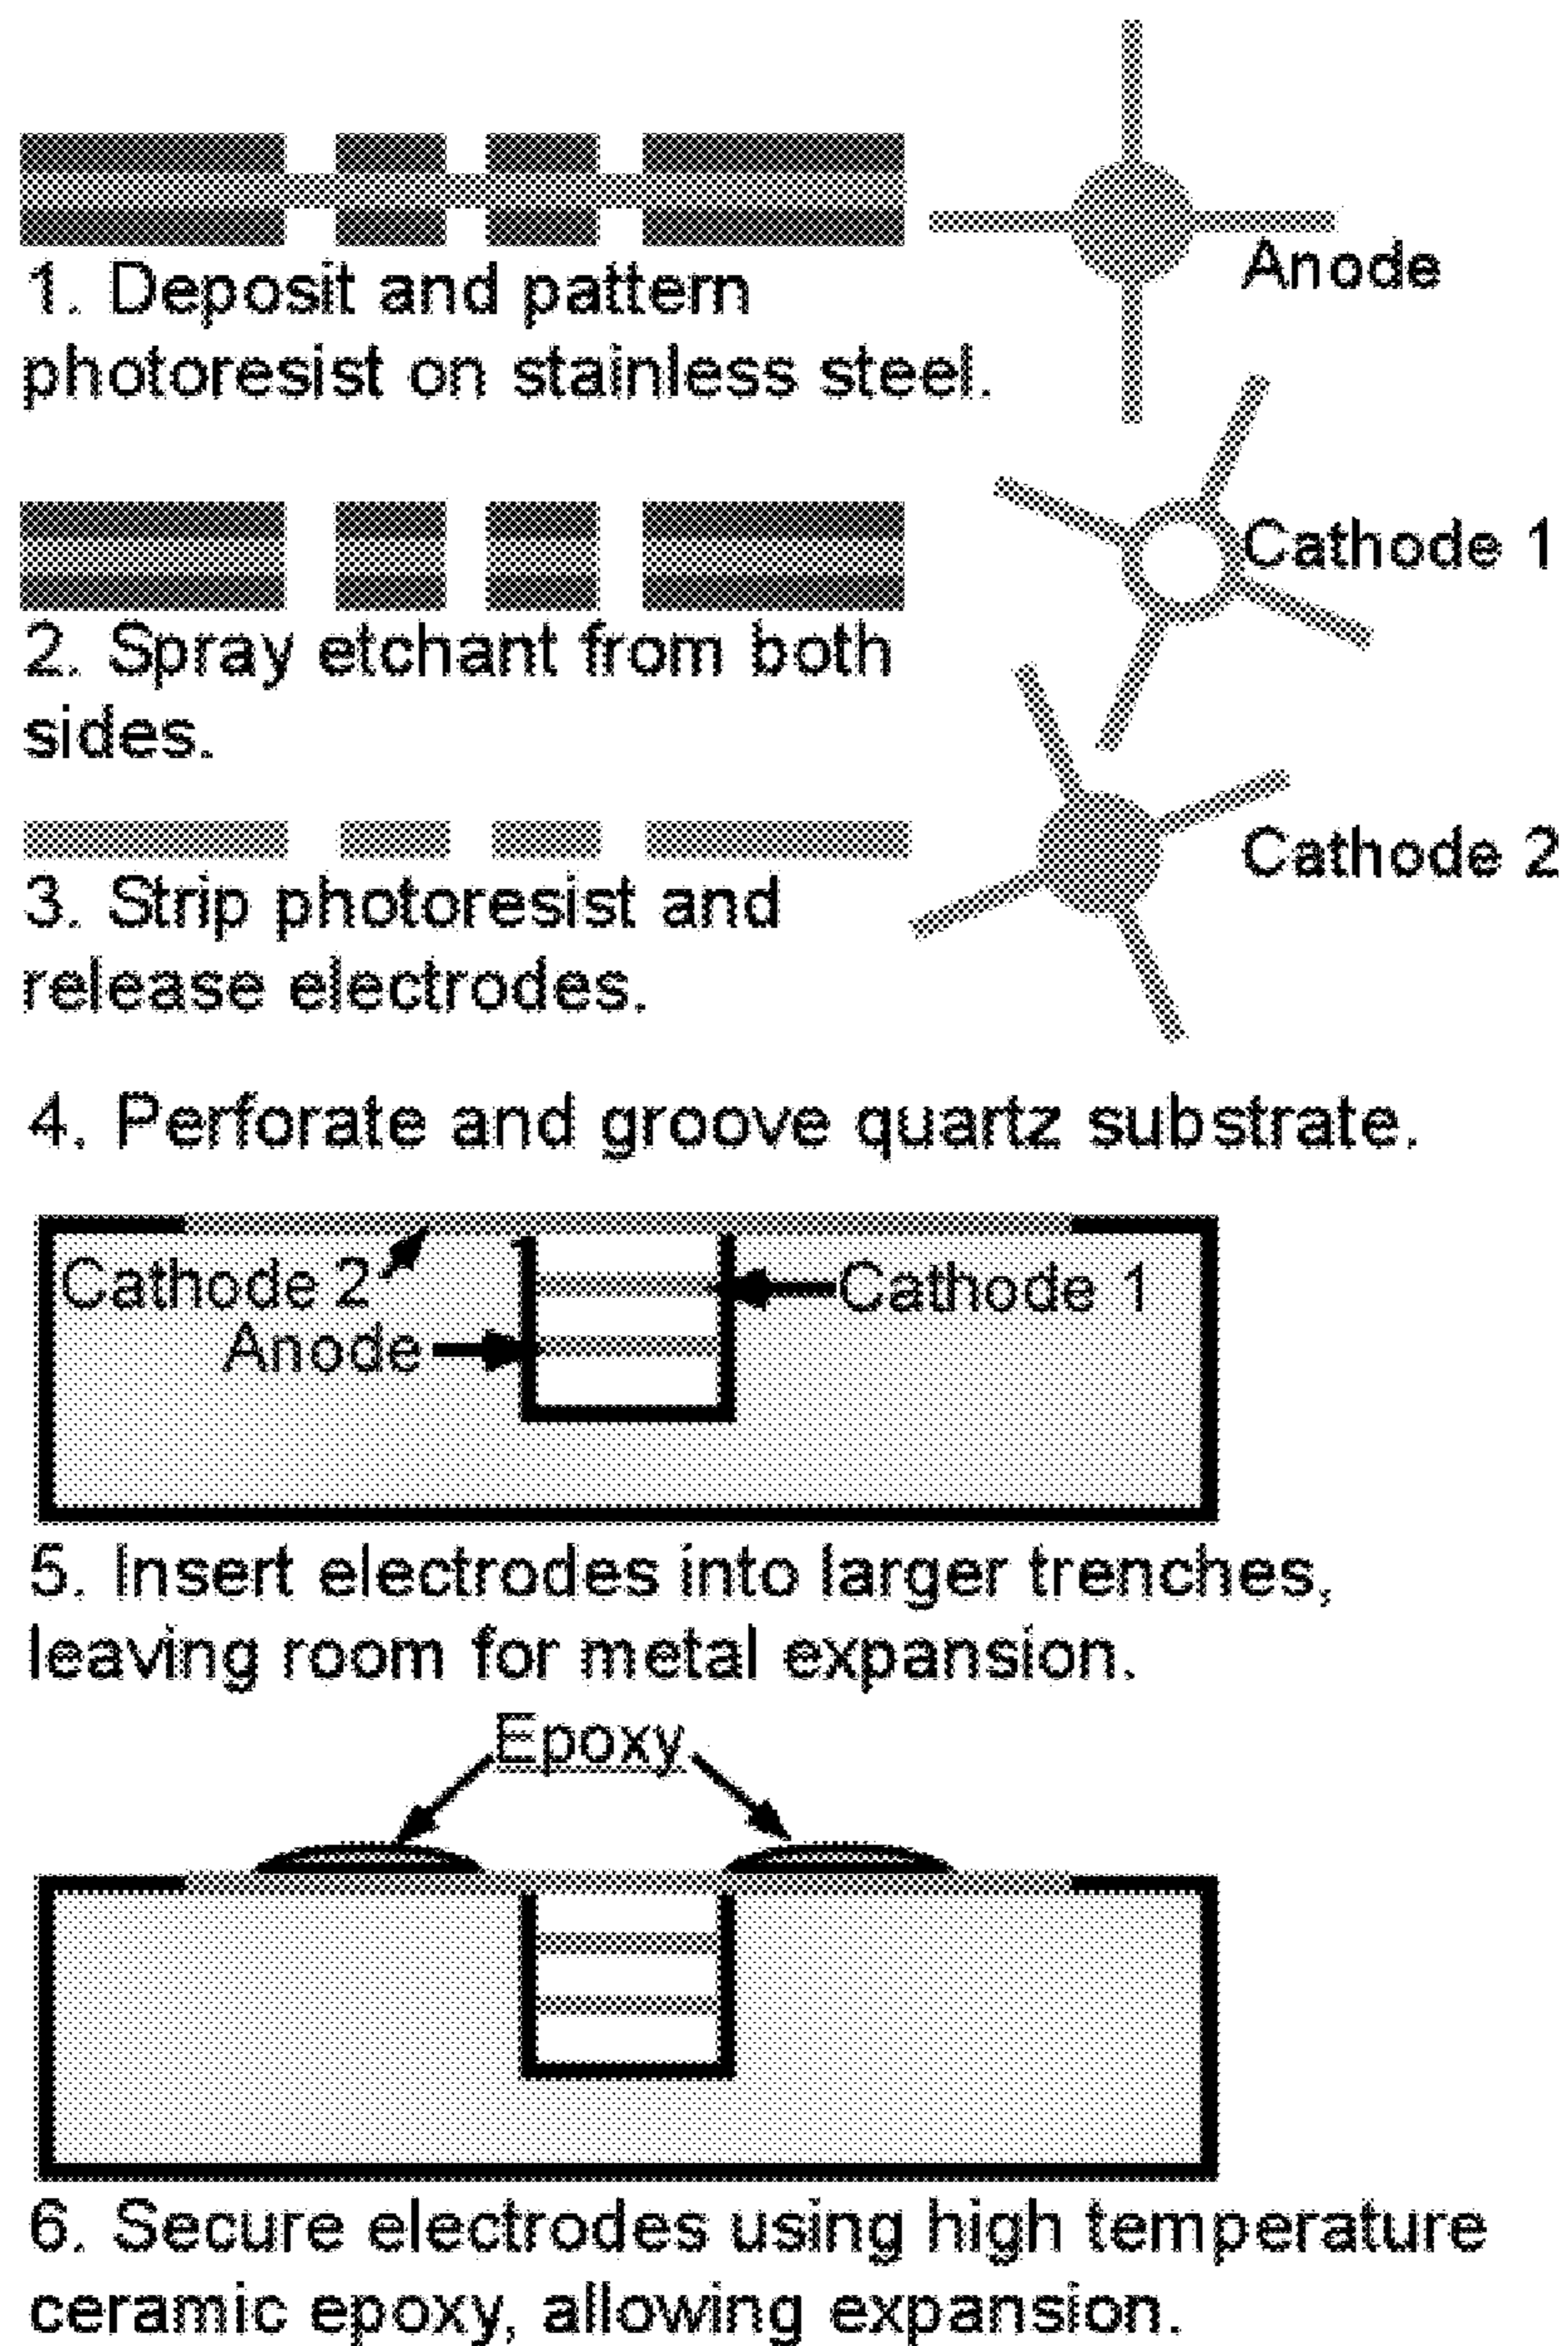 Anode
1. Deposit and pattern
photoresist on stainless steel.
Cathode 1
2. Spray etchant from both
sides.
Cathode 2
3. Strip photoresist and
release electrodes.
4. Perforate and groove quartz substrate.
Cathode 2
Cathode 1
Anode
5. Insert electrodes into larger trenches,
leaving room for metal expansion.
Epoxy
6. Secure electrodes using high temperature
ceramic epoxy, allowing expansion.